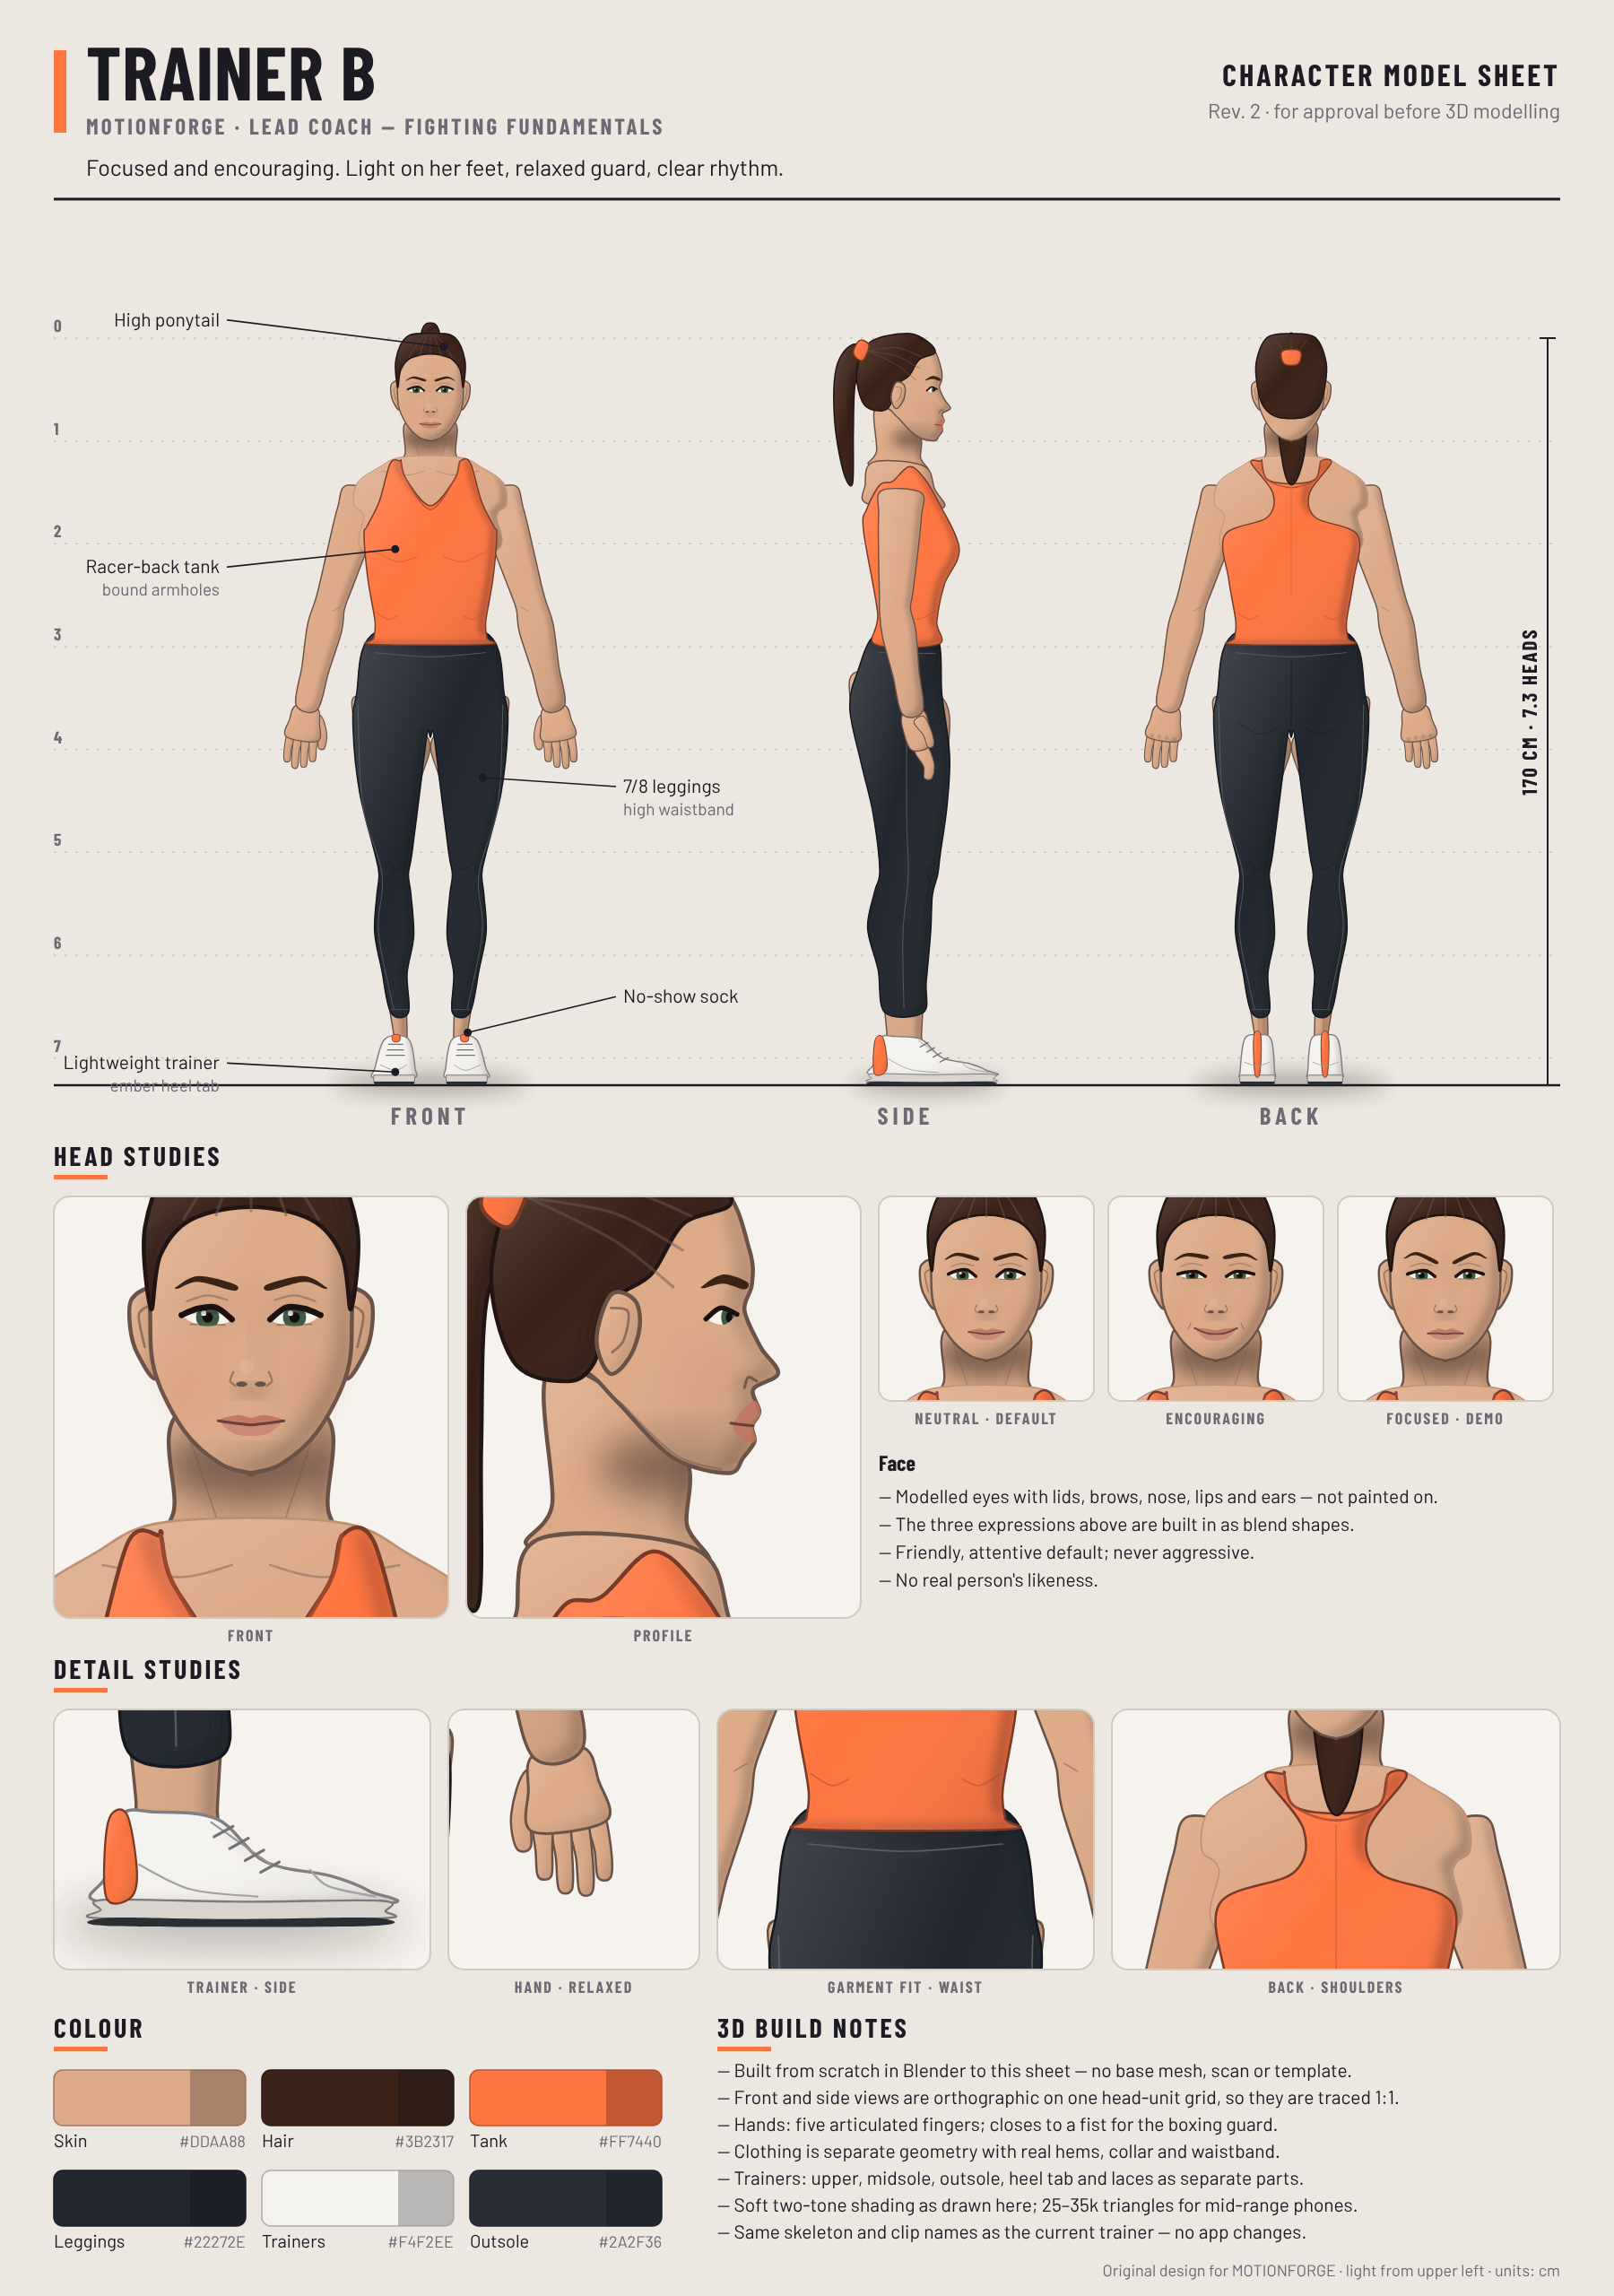 TRAINER B
MOTIONFORGE · LEAD COACH — FIGHTING FUNDAMENTALS
Focused and encouraging. Light on her feet, relaxed guard, clear rhythm.
CHARACTER MODEL SHEET
Rev. 2 · for approval before 3D modelling
0
High ponytail
1
2
Racer-back tank
bound armholes
3
4
7/8 leggings
high waistband
5
6
No-show sock
7
Lightweight trainer
ember heel tab
170 CM · 7.3 HEADS
FRONT
SIDE
BACK
HEAD STUDIES
FRONT
PROFILE
NEUTRAL · DEFAULT
ENCOURAGING
FOCUSED · DEMO
Face
— Modelled eyes with lids, brows, nose, lips and ears — not painted on.
— The three expressions above are built in as blend shapes.
— Friendly, attentive default; never aggressive.
— No real person's likeness.
DETAIL STUDIES
TRAINER · SIDE
HAND · RELAXED
GARMENT FIT · WAIST
BACK · SHOULDERS
COLOUR
Skin #DDAA88
Hair #3B2317
Tank #FF7440
Leggings #22272E
Trainers #F4F2EE
Outsole #2A2F36
3D BUILD NOTES
— Built from scratch in Blender to this sheet — no base mesh, scan or template.
— Front and side views are orthographic on one head-unit grid, so they are traced 1:1.
— Hands: five articulated fingers; closes to a fist for the boxing guard.
— Clothing is separate geometry with real hems, collar and waistband.
— Trainers: upper, midsole, outsole, heel tab and laces as separate parts.
— Soft two-tone shading as drawn here; 25–35k triangles for mid-range phones.
— Same skeleton and clip names as the current trainer — no app changes.
Original design for MOTIONFORGE · light from upper left · units: cm